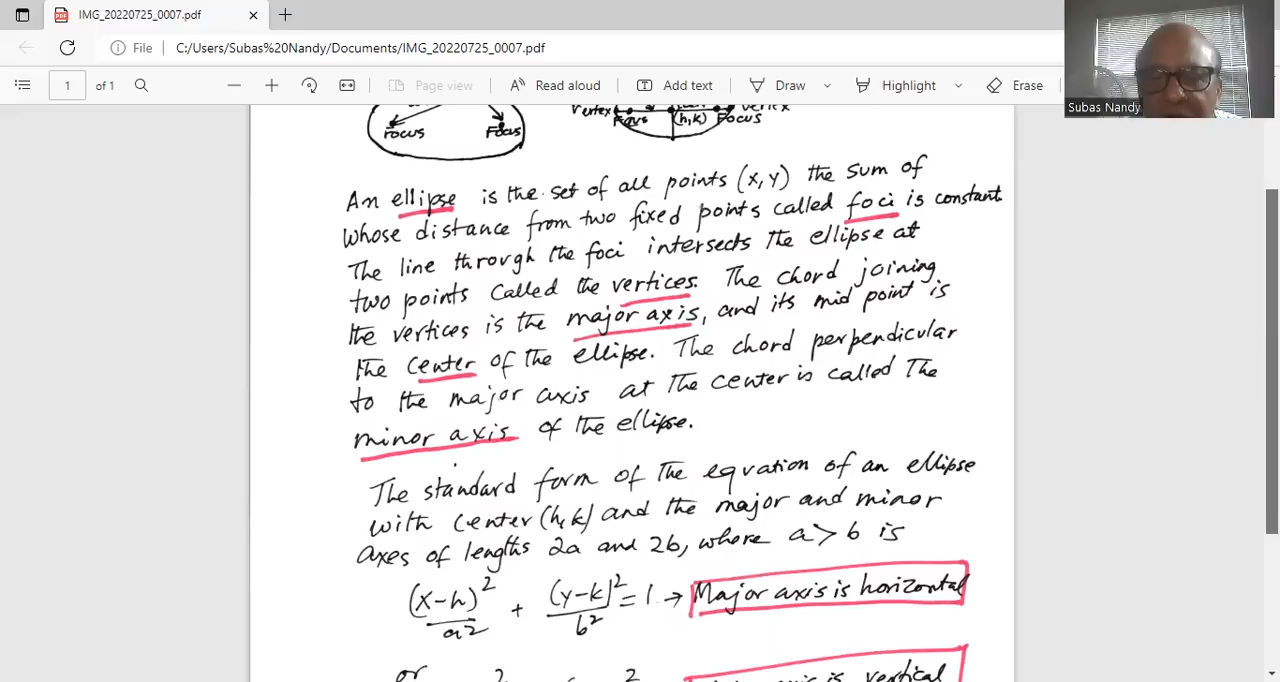 IMG_20220725_0007.pdf
File C:/Users/Subas%20Nandy/Documents/IMG_20220725_0007.pdf
1 of 1 Page view Read aloud Add text Draw Highlight Erase
Subas Nandy
Vertex Vertex
Focus Focus Focus (h,k) Focus
An ellipse is the set of all points (x,y) the sum of
whose distance from two fixed points called foci is constant
The line through the foci intersects the ellipse at
two points called the vertices. The chord joining
the vertices is the major axis, and its mid point is
the center of the ellipse. The chord perpendicular
to the major axis at the center is called the
minor axis of the ellipse.
The standard form of the equation of an ellipse
with center (h,k) and the major and minor
axes of lengths 2a and 2b, where a > b is
(x-h)²/a² + (y-k)²/b² = 1 → Major axis is horizontal
or
2 2 axis is vertical